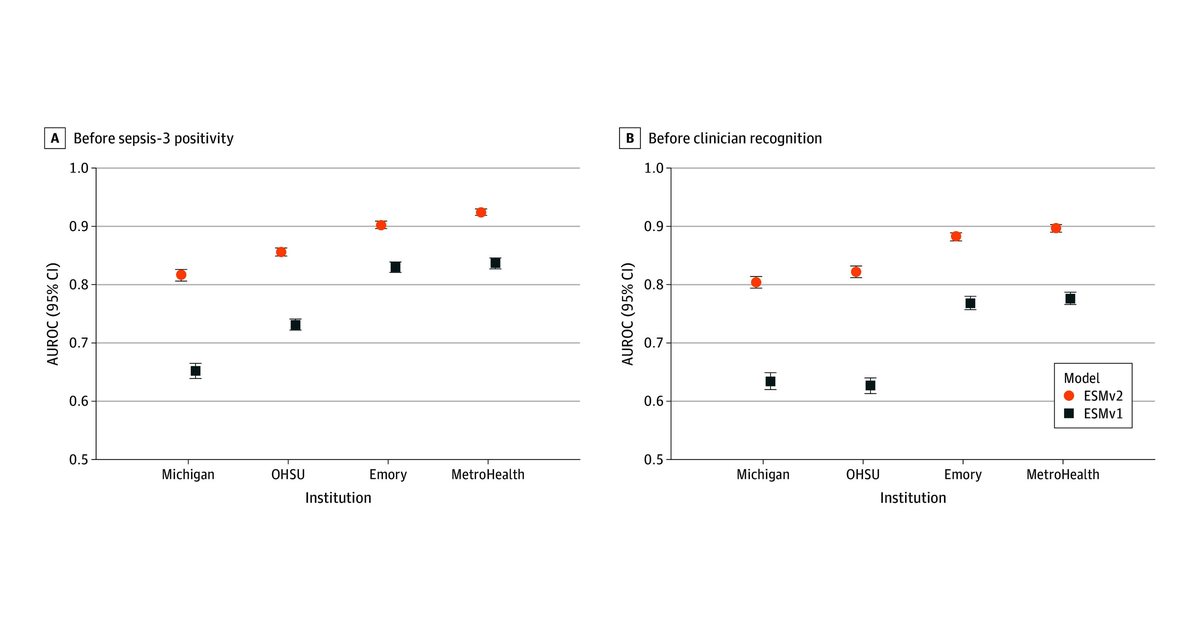 A Before sepsis-3 positivity
1.0
0.9
0.8
0.7
0.6
0.5
AUROC (95% CI)
Michigan OHSU Emory MetroHealth
Institution
B Before clinician recognition
1.0
0.9
0.8
0.7
0.6
0.5
AUROC (95% CI)
Model
ESMv2
ESMv1
Michigan OHSU Emory MetroHealth
Institution